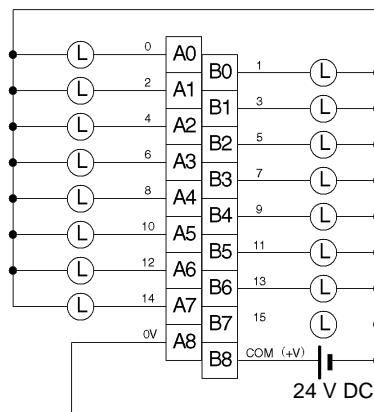 L 0 A0
B0 1 L
L 2 A1
B1 3 L
L 4 A2
B2 5 L
L 6 A3
B3 7 L
L 8 A4
B4 9 L
L 10 A5
B5 11 L
L 12 A6
B6 13 L
L 14 A7
B7 15 L
0V A8
B8 COM (+V)
24 V DC